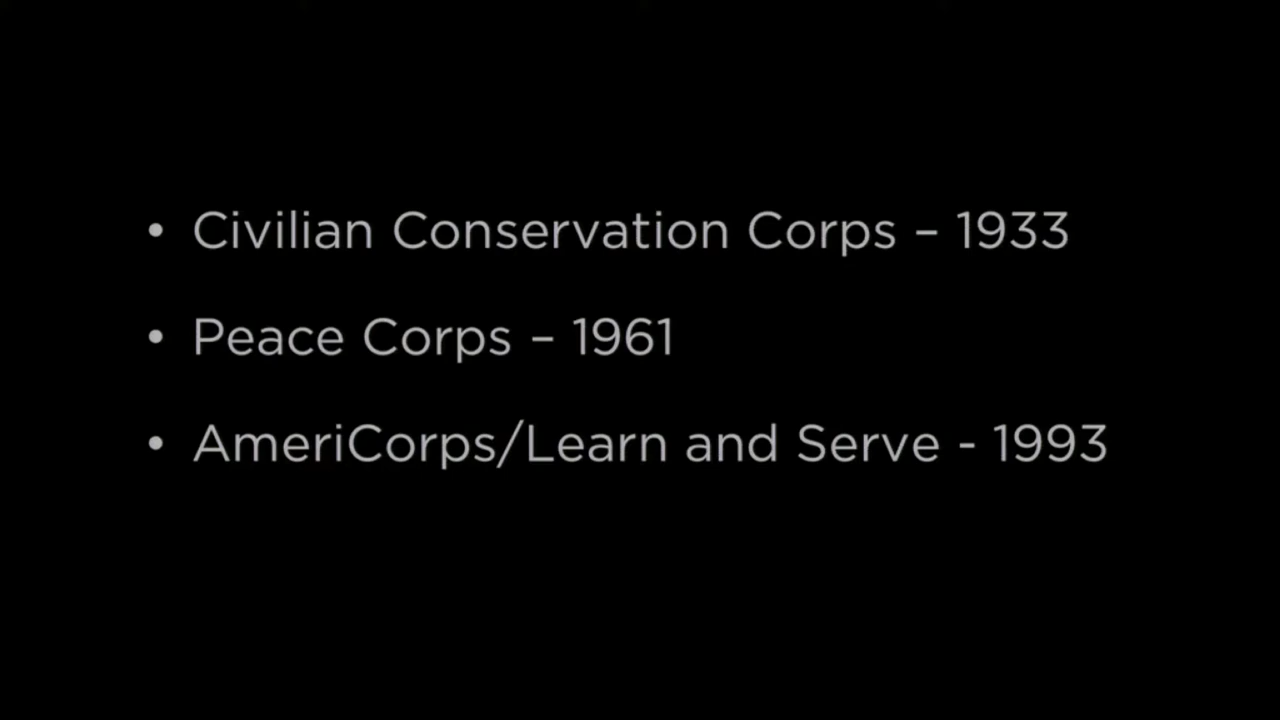 • Civilian Conservation Corps – 1933
• Peace Corps – 1961
• AmeriCorps/Learn and Serve - 1993